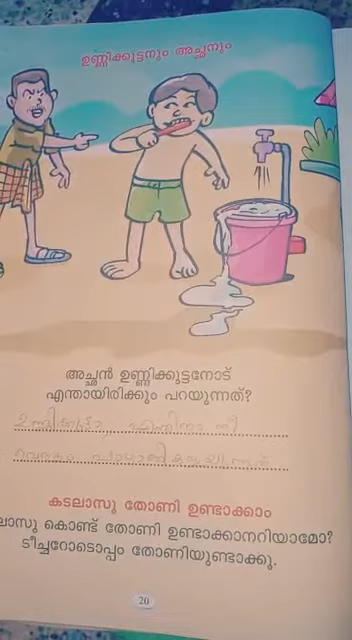 ഉണ്ണിക്കുട്ടനും അച്ഛനും
അച്ഛൻ ഉണ്ണിക്കുട്ടനോട്
എന്തായിരിക്കും പറയുന്നത്?
നീ
കടലാസു തോണി ഉണ്ടാക്കാം
ലാസു കൊണ്ട് തോണി ഉണ്ടാക്കാനറിയാമോ?
ടീച്ചറോടൊപ്പം തോണിയുണ്ടാക്കൂ.
20